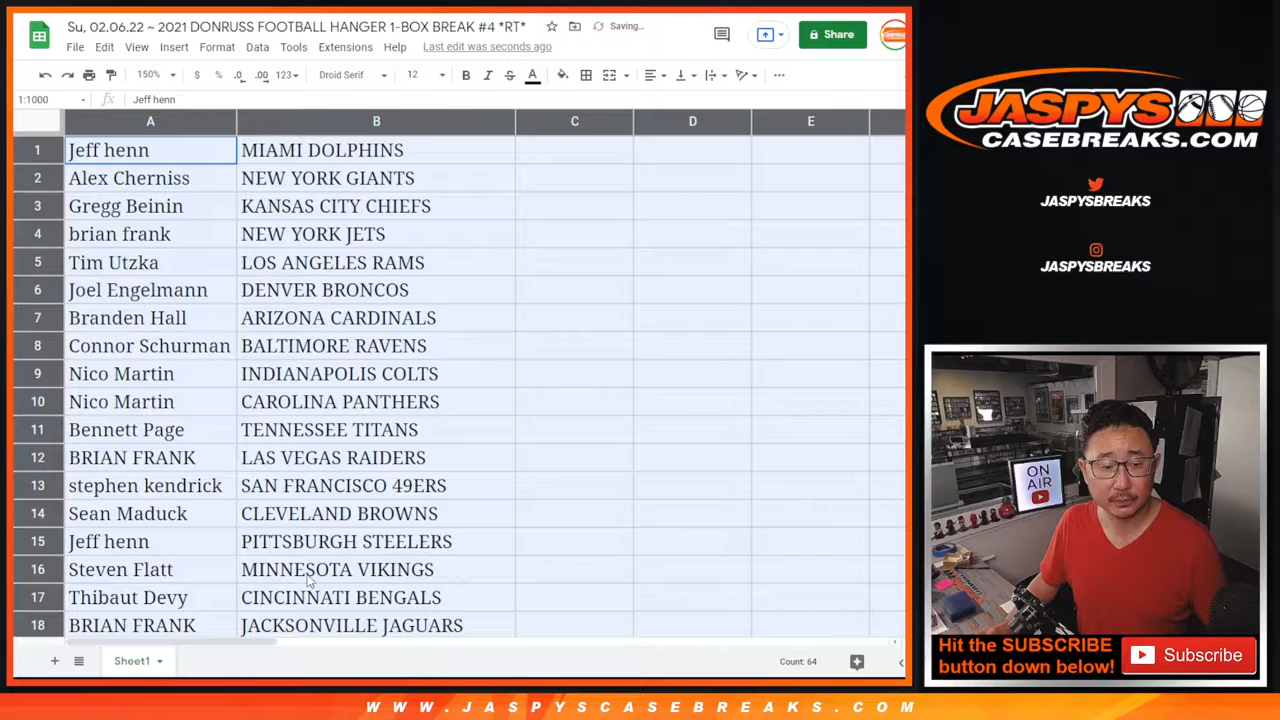 Su, 02.06.22 ~ 2021 DONRUSS FOOTBALL HANGER 1-BOX BREAK #4 *RT*
Saving...
Share
File Edit View Insert Format Data Tools Extensions Help Last edit was seconds ago
150% $ % .0 .00 123 Droid Serif 12 B I S A
1:1000 fx Jeff henn
A B C D E
1 Jeff henn MIAMI DOLPHINS
2 Alex Cherniss NEW YORK GIANTS
3 Gregg Beinin KANSAS CITY CHIEFS
4 brian frank NEW YORK JETS
5 Tim Utzka LOS ANGELES RAMS
6 Joel Engelmann DENVER BRONCOS
7 Branden Hall ARIZONA CARDINALS
8 Connor Schurman BALTIMORE RAVENS
9 Nico Martin INDIANAPOLIS COLTS
10 Nico Martin CAROLINA PANTHERS
11 Bennett Page TENNESSEE TITANS
12 BRIAN FRANK LAS VEGAS RAIDERS
13 stephen kendrick SAN FRANCISCO 49ERS
14 Sean Maduck CLEVELAND BROWNS
15 Jeff henn PITTSBURGH STEELERS
16 Steven Flatt MINNESOTA VIKINGS
17 Thibaut Devy CINCINNATI BENGALS
18 BRIAN FRANK JACKSONVILLE JAGUARS
Sheet1
Count: 64
JASPYS
CASEBREAKS.COM
JASPYSBREAKS
JASPYSBREAKS
ON
AIR
Hit the SUBSCRIBE
button down below!
Subscribe
WWW.JASPYSCASEBREAKS.COM